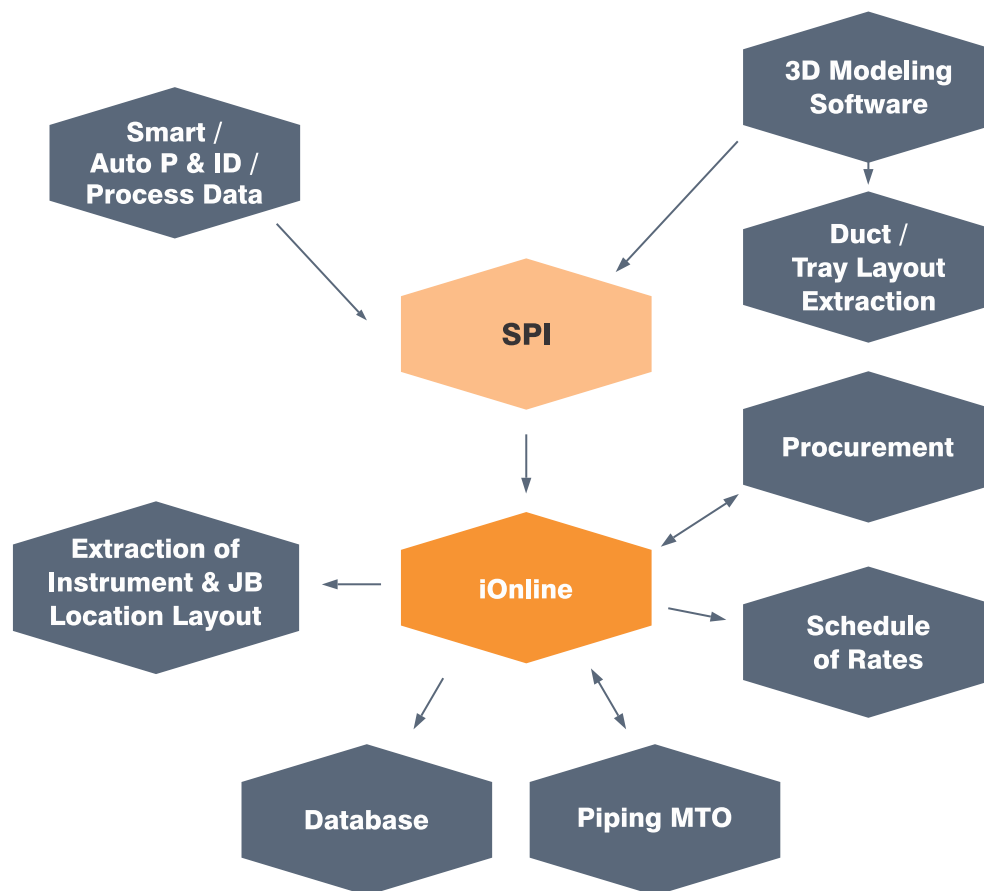 3D Modeling
Software
Smart /
Auto P & ID /
Process Data
Duct /
Tray Layout
Extraction
SPI
Procurement
Extraction of
Instrument & JB
Location Layout
iOnline
Schedule
of Rates
Database
Piping MTO